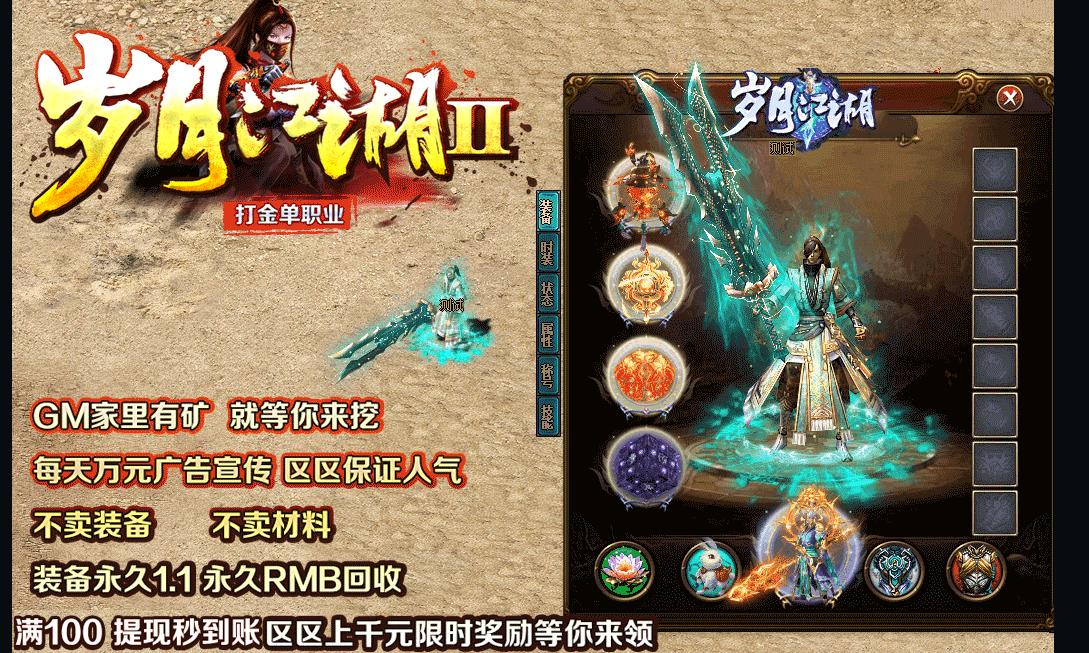 岁月江湖II
打金单职业
测试
GM家里有矿 就等你来挖
每天万元广告宣传 区区保证人气
不卖装备 不卖材料
装备永久1.1 永久RMB回收
满100 提现秒到账区区上千元限时奖励等你来领
岁月江湖
测试
装备
时装
状态
属性
称号
技能